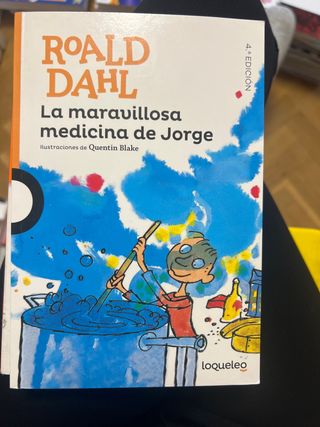 ROALD
DAHL
4.ª EDICIÓN
La maravillosa
medicina de Jorge
Ilustraciones de Quentin Blake
loqueleo